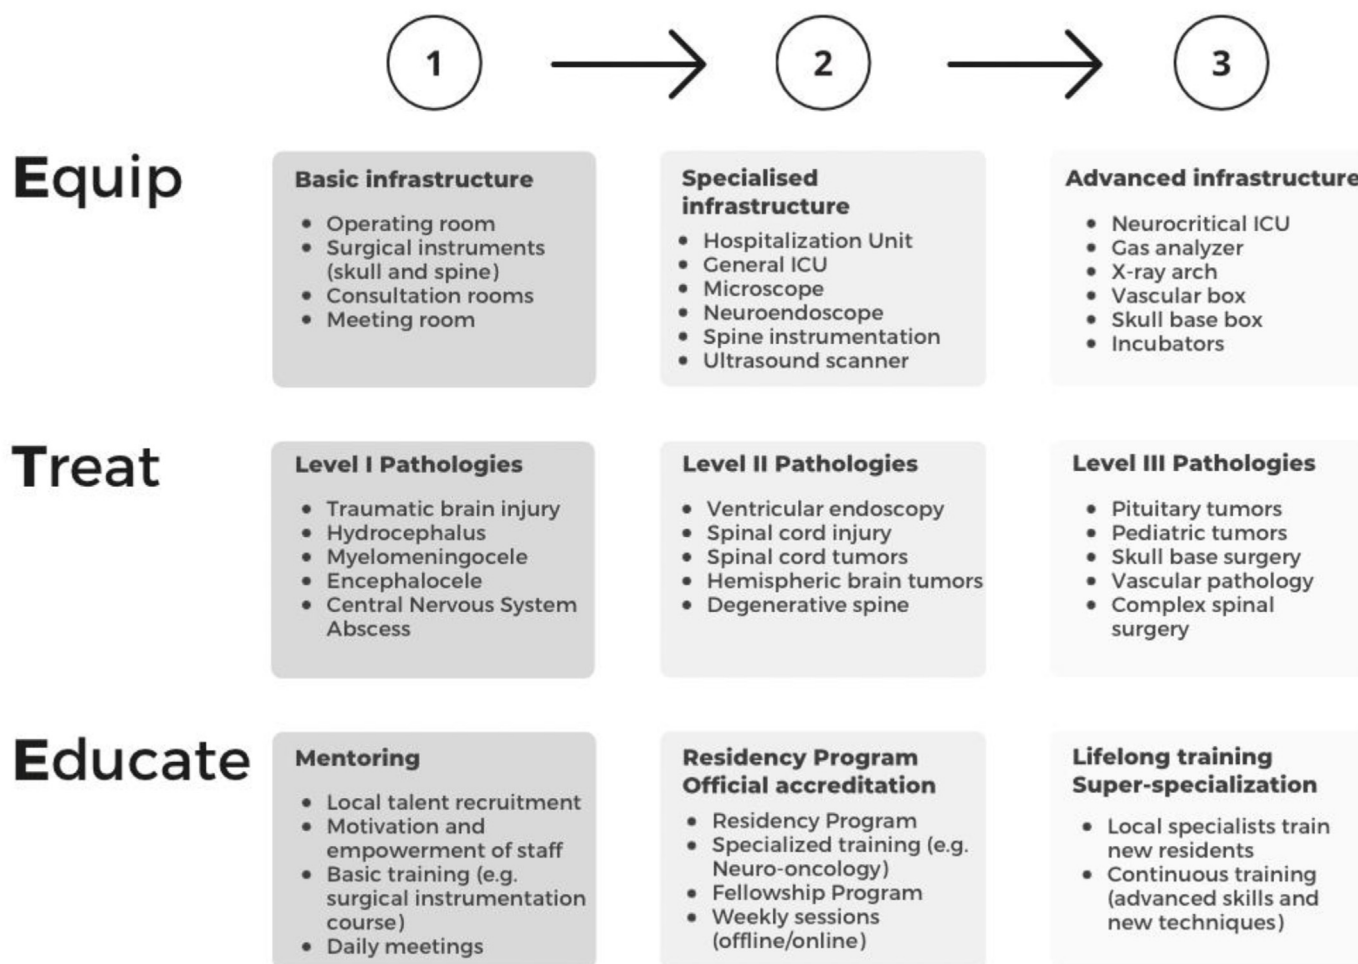 1
2
3
Equip
Basic infrastructure
• Operating room
• Surgical instruments
(skull and spine)
• Consultation rooms
• Meeting room
Specialised
infrastructure
• Hospitalization Unit
• General ICU
• Microscope
• Neuroendoscope
• Spine instrumentation
• Ultrasound scanner
Advanced infrastructure
• Neurocritical ICU
• Gas analyzer
• X-ray arch
• Vascular box
• Skull base box
• Incubators
Treat
Level I Pathologies
• Traumatic brain injury
• Hydrocephalus
• Myelomeningocele
• Encephalocele
• Central Nervous System
Abscess
Level II Pathologies
• Ventricular endoscopy
• Spinal cord injury
• Spinal cord tumors
• Hemispheric brain tumors
• Degenerative spine
Level III Pathologies
• Pituitary tumors
• Pediatric tumors
• Skull base surgery
• Vascular pathology
• Complex spinal
surgery
Educate
Mentoring
• Local talent recruitment
• Motivation and
empowerment of staff
• Basic training (e.g.
surgical instrumentation
course)
• Daily meetings
Residency Program
Official accreditation
• Residency Program
• Specialized training (e.g.
Neuro-oncology)
• Fellowship Program
• Weekly sessions
(offline/online)
Lifelong training
Super-specialization
• Local specialists train
new residents
• Continuous training
(advanced skills and
new techniques)